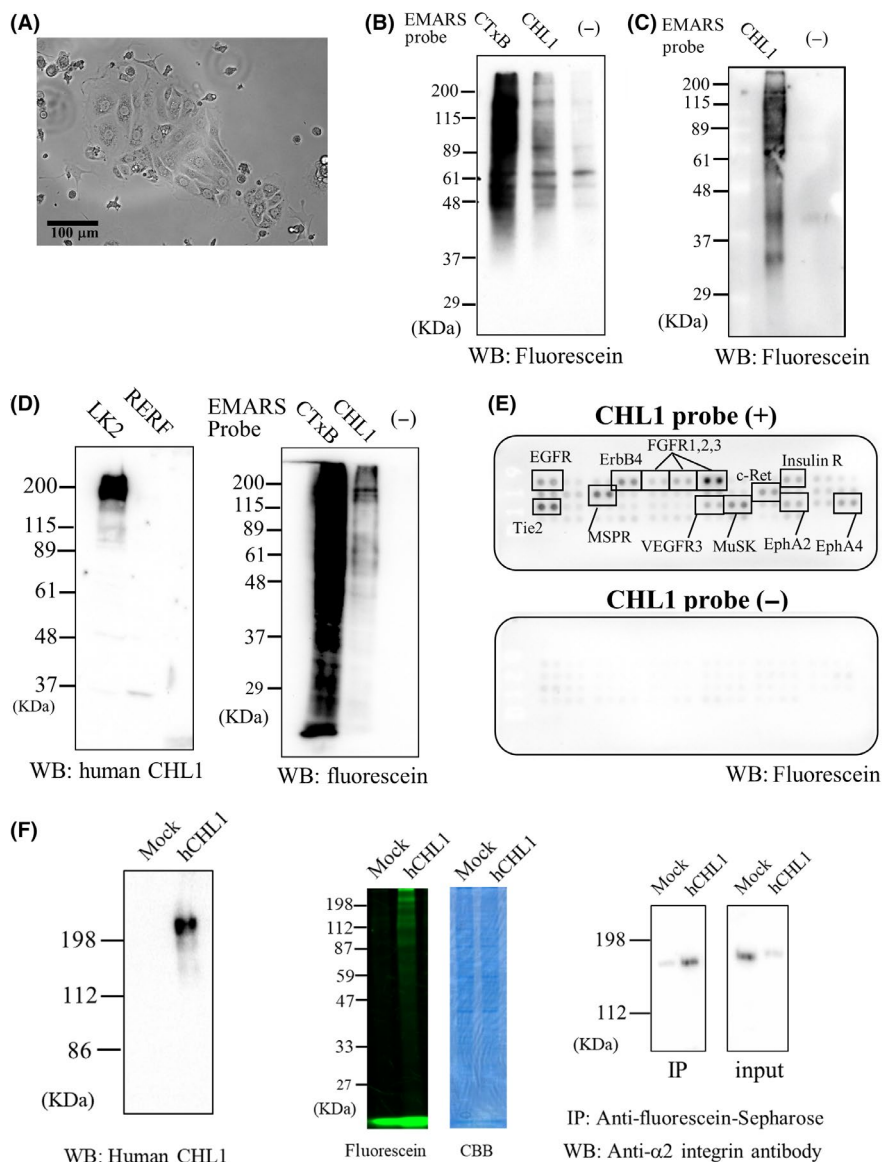 (A)
100 µm
(B)
EMARS
probe
CTxB
CHL1
(−)
200
115
89
61
48
37
29
(KDa)
WB: Fluorescein
(C)
EMARS
probe
CHL1
(−)
200
115
89
61
48
37
29
(KDa)
WB: Fluorescein
(D)
LK2
RERF
200
115
89
61
48
37
(KDa)
WB: human CHL1
EMARS
Probe
CTxB
CHL1
(−)
200
115
89
61
48
37
29
(KDa)
WB: fluorescein
(E)
CHL1 probe (+)
EGFR
ErbB4
FGFR1,2,3
c-Ret
Insulin R
Tie2
MSPR
VEGFR3
MuSK
EphA2
EphA4
CHL1 probe (−)
WB: Fluorescein
(F)
Mock
hCHL1
198
112
86
(KDa)
WB: Human CHL1
Mock
hCHL1
Mock
hCHL1
198
112
87
59
47
33
27
(KDa)
Fluorescein
CBB
Mock
hCHL1
Mock
hCHL1
198
112
(KDa)
IP
input
IP: Anti-fluorescein-Sepharose
WB: Anti-α2 integrin antibody